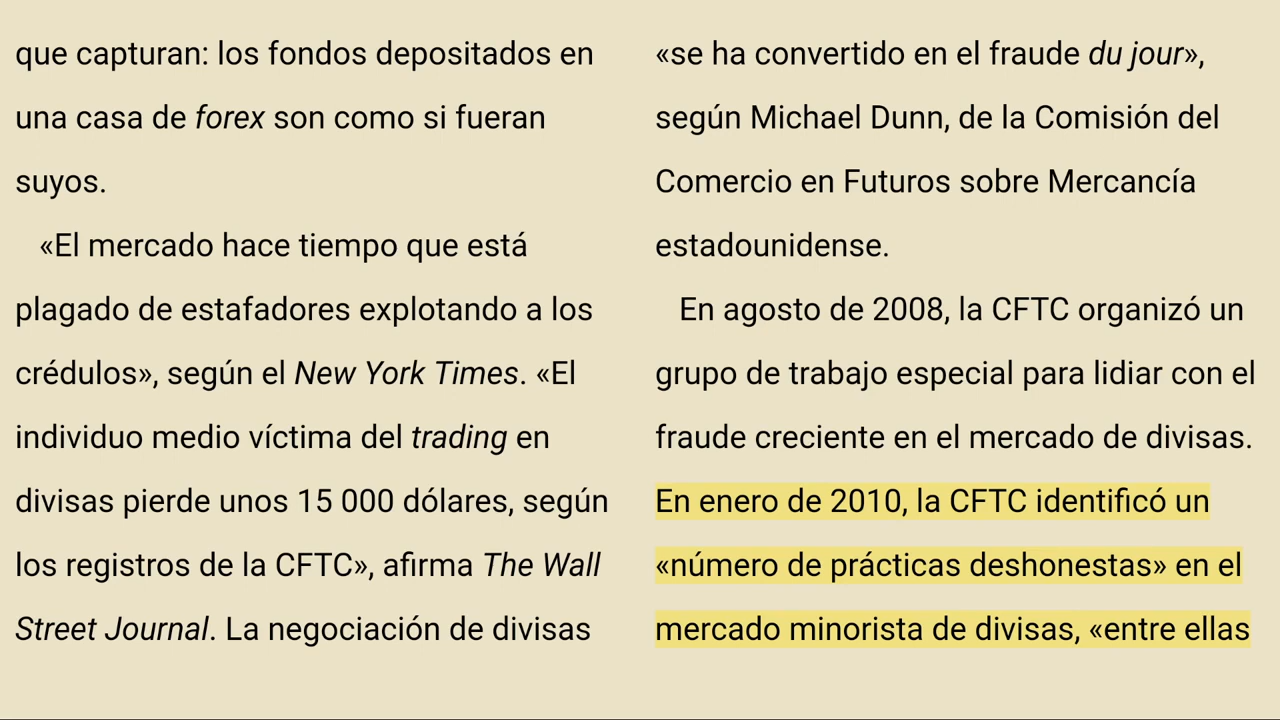 que capturan: los fondos depositados en
una casa de forex son como si fueran
suyos.
«El mercado hace tiempo que está
plagado de estafadores explotando a los
crédulos», según el New York Times. «El
individuo medio víctima del trading en
divisas pierde unos 15 000 dólares, según
los registros de la CFTC», afirma The Wall
Street Journal. La negociación de divisas
«se ha convertido en el fraude du jour»,
según Michael Dunn, de la Comisión del
Comercio en Futuros sobre Mercancía
estadounidense.
En agosto de 2008, la CFTC organizó un
grupo de trabajo especial para lidiar con el
fraude creciente en el mercado de divisas.
En enero de 2010, la CFTC identificó un
«número de prácticas deshonestas» en el
mercado minorista de divisas, «entre ellas